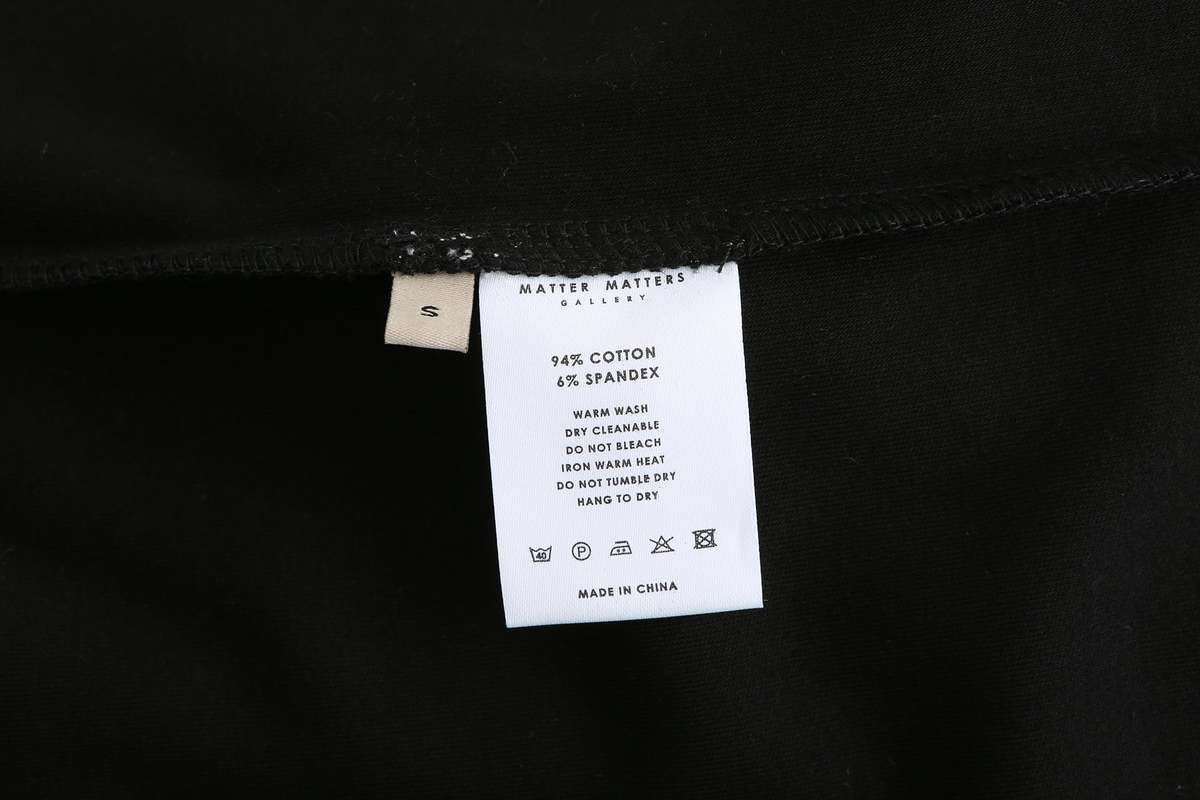 S
MATTER MATTERS
GALLERY
94% COTTON
6% SPANDEX
WARM WASH
DRY CLEANABLE
DO NOT BLEACH
IRON WARM HEAT
DO NOT TUMBLE DRY
HANG TO DRY
40 P
MADE IN CHINA